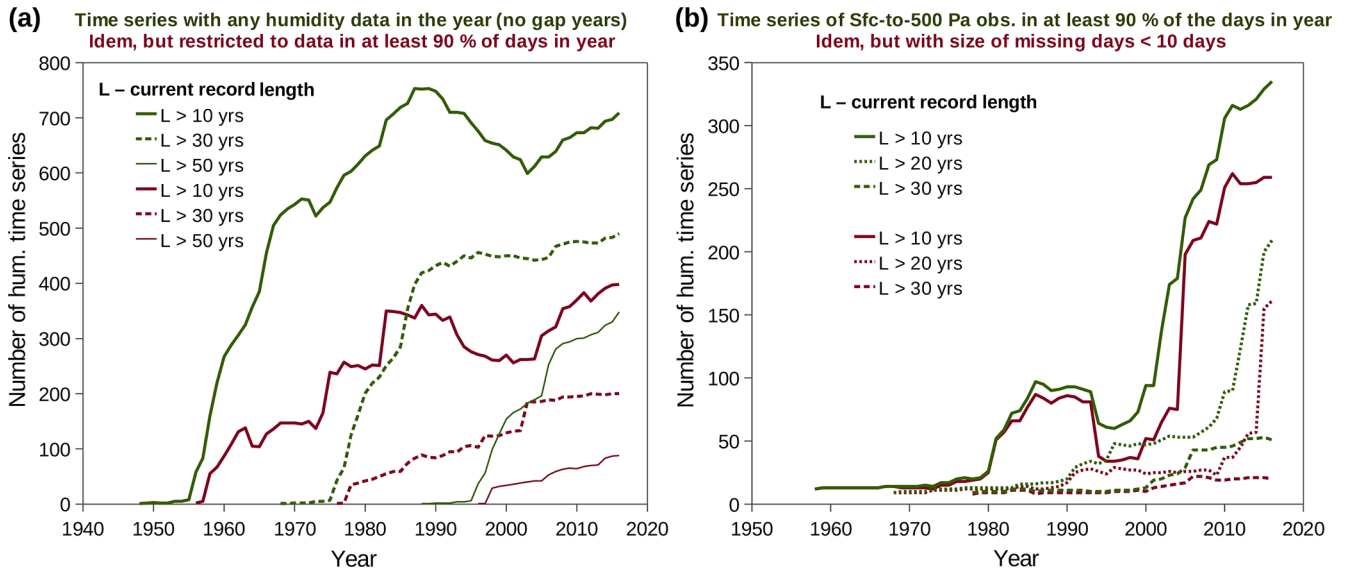 (a) Time series with any humidity data in the year (no gap years)
Idem, but restricted to data in at least 90 % of days in year
Number of hum. time series
800
700
600
500
400
300
200
100
0
L – current record length
L > 10 yrs
L > 30 yrs
L > 50 yrs
L > 10 yrs
L > 30 yrs
L > 50 yrs
1940 1950 1960 1970 1980 1990 2000 2010 2020
Year
(b) Time series of Sfc-to-500 Pa obs. in at least 90 % of the days in year
Idem, but with size of missing days < 10 days
Number of hum. time series
350
300
250
200
150
100
50
0
L – current record length
L > 10 yrs
L > 20 yrs
L > 30 yrs
L > 10 yrs
L > 20 yrs
L > 30 yrs
1950 1960 1970 1980 1990 2000 2010 2020
Year